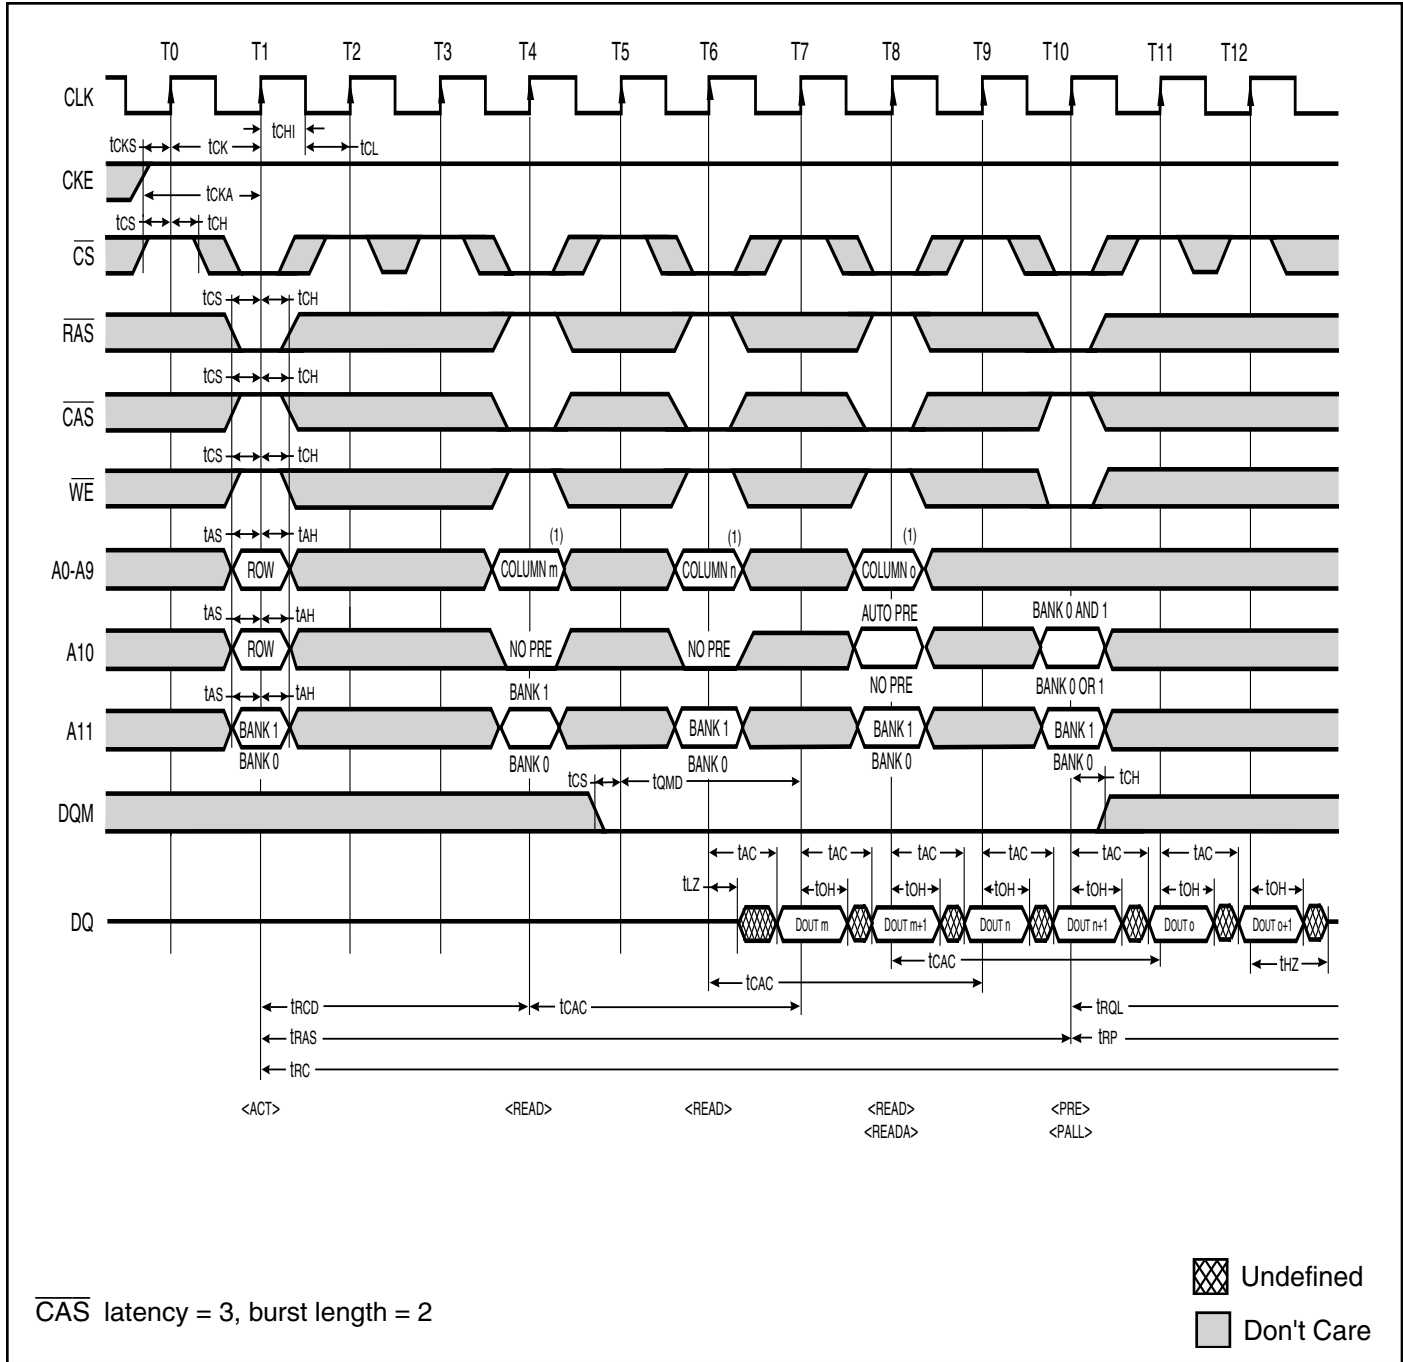 T0 T1 T2 T3 T4 T5 T6 T7 T8 T9 T10 T11 T12
CLK
tCHI
tCKS tCK tCL
CKE
tCKA
tCS tCH
CS
tCS tCH
RAS
tCS tCH
CAS
tCS tCH
WE
tAS tAH (1) (1) (1)
A0-A9 ROW COLUMN m COLUMN n COLUMN o
tAS tAH AUTO PRE BANK 0 AND 1
A10 ROW NO PRE NO PRE
tAS tAH BANK 1 NO PRE BANK 0 OR 1
A11 BANK 1 BANK 1 BANK 1 BANK 1
BANK 0 BANK 0 BANK 0 BANK 0 BANK 0
tCS tQMD tCH
DQM
tAC tAC tAC tAC tAC tAC
tLZ tOH tOH tOH tOH tOH tOH
DQ DOUT m DOUT m+1 DOUT n DOUT n+1 DOUT o DOUT o+1
tCAC tHZ
tCAC
tRCD tCAC tRQL
tRAS tRP
tRC
<ACT> <READ> <READ> <READ> <PRE>
<READA> <PALL>
Undefined
CAS latency = 3, burst length = 2
Don't Care